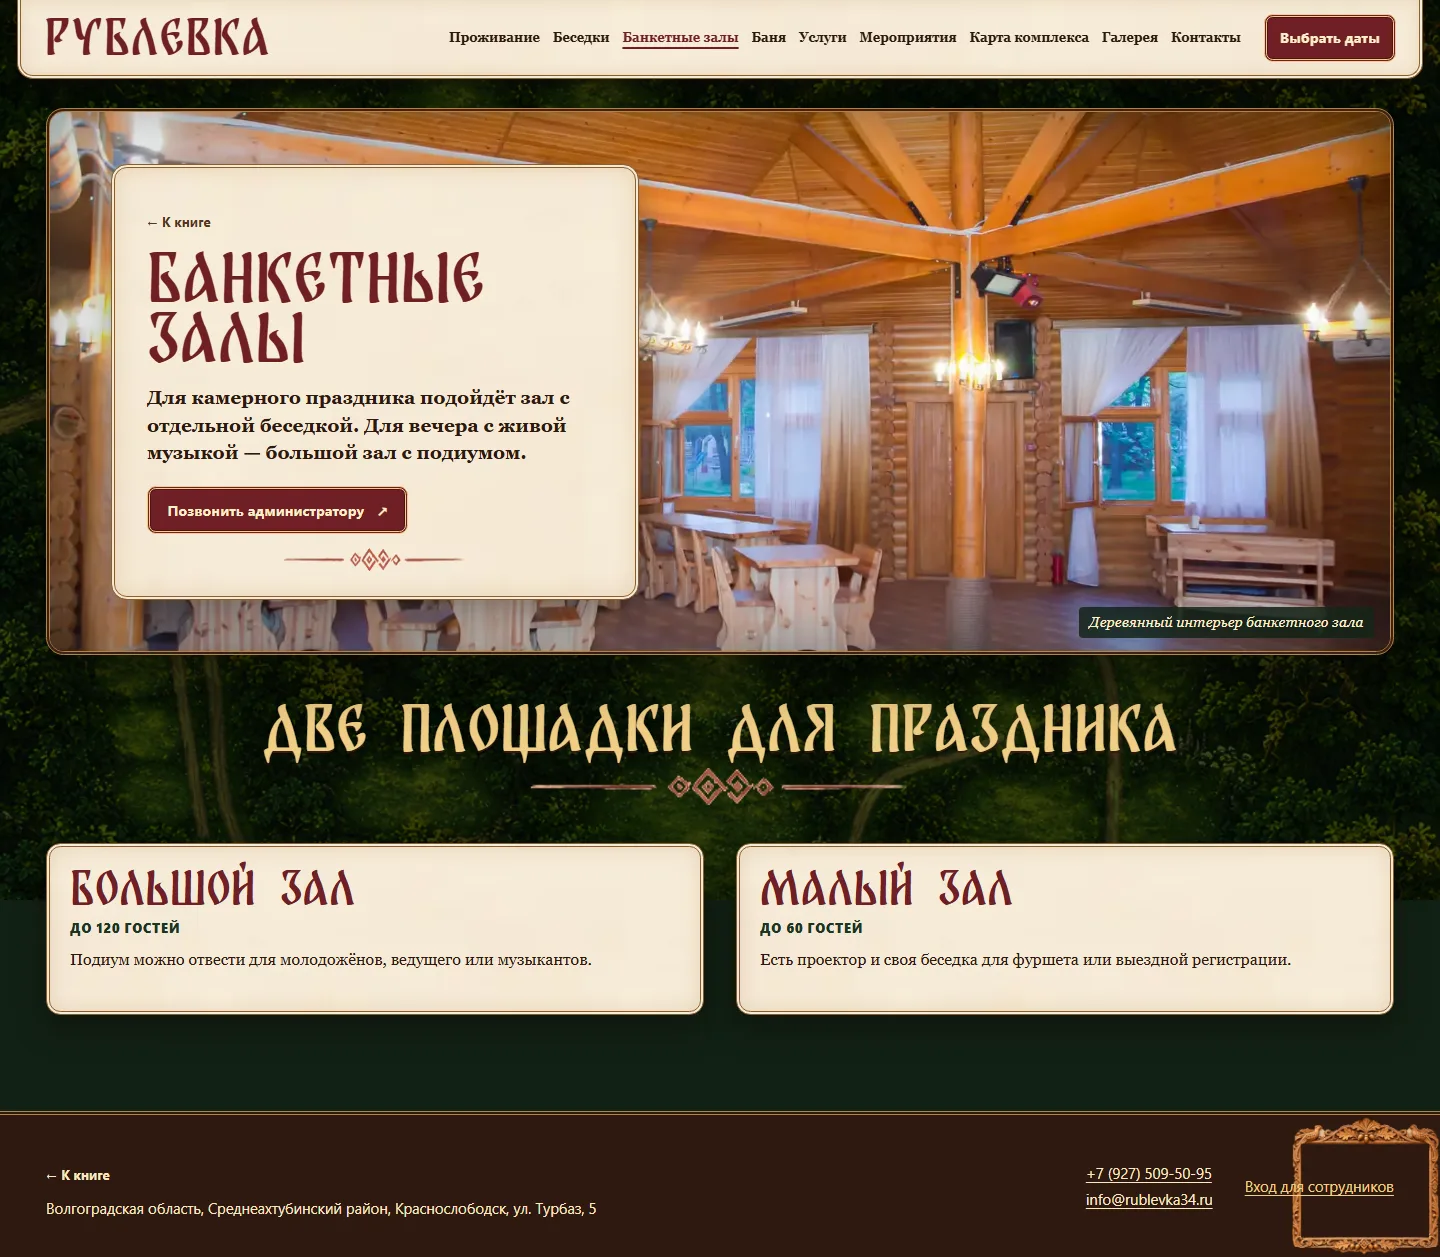 РУБЛЕВКА
Проживание Беседки Банкетные залы Баня Услуги Мероприятия Карта комплекса Галерея Контакты
Выбрать даты
← К книге
БАНКЕТНЫЕ
ЗАЛЫ
Для камерного праздника подойдёт зал с
отдельной беседкой. Для вечера с живой
музыкой — большой зал с подиумом.
Позвонить администратору ↗
Деревянный интерьер банкетного зала
ДВЕ ПЛОЩАДКИ ДЛЯ ПРАЗДНИКА
БОЛЬШОЙ ЗАЛ
ДО 120 ГОСТЕЙ
Подиум можно отвести для молодожёнов, ведущего или музыкантов.
МАЛЫЙ ЗАЛ
ДО 60 ГОСТЕЙ
Есть проектор и своя беседка для фуршета или выездной регистрации.
← К книге
Волгоградская область, Среднеахтубинский район, Краснослободск, ул. Турбаз, 5
+7 (927) 509-50-95
info@rublevka34.ru
Вход для сотрудников